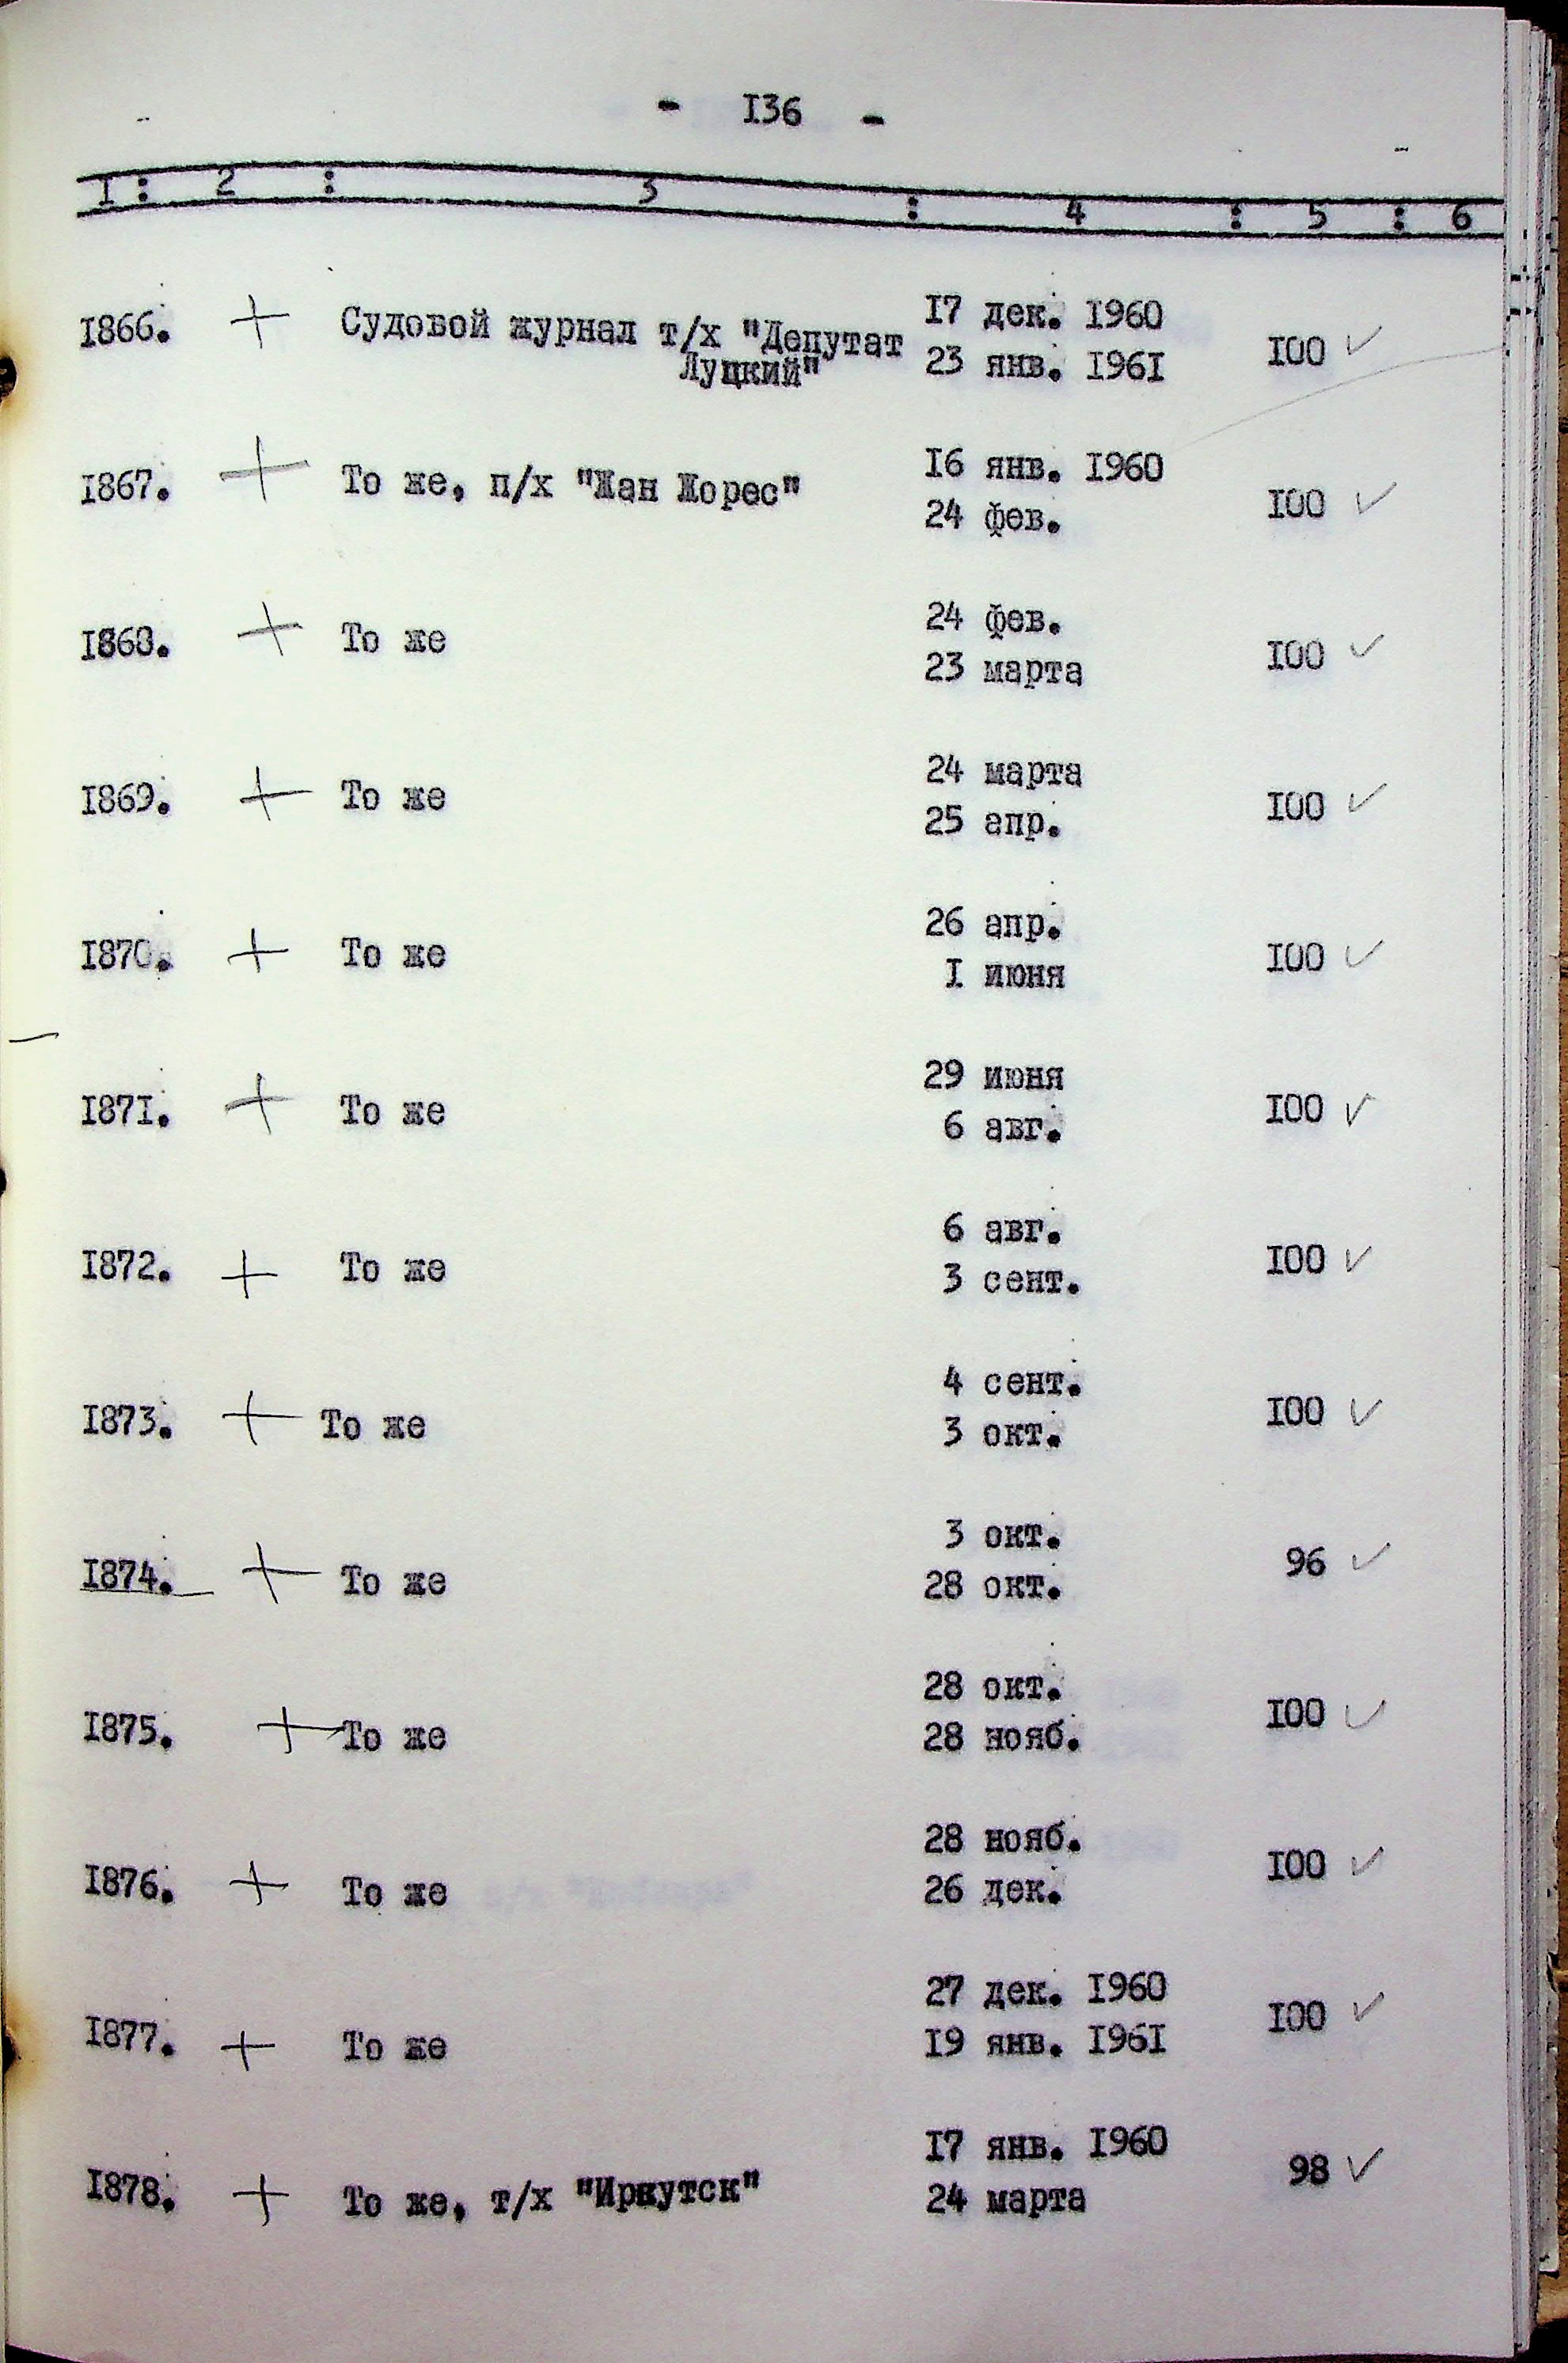 - 136 -
1 : 2 : 3 : 4 : 5 : 6
1866. + Судовой журнал т/х "Депутат Луцкий" 17 дек. 1960 23 янв. 1961 100 ✓
1867. + То же, п/х "Жан Жорес" 16 янв. 1960 24 фев. 100 ✓
1868. + То же 24 фев. 23 марта 100 ✓
1869. + То же 24 марта 25 апр. 100 ✓
1870. + То же 26 апр. 1 июня 100 ✓
1871. + То же 29 июня 6 авг. 100 ✓
1872. + То же 6 авг. 3 сент. 100 ✓
1873. + То же 4 сент. 3 окт. 100 ✓
1874. + То же 3 окт. 28 окт. 96 ✓
1875. + То же 28 окт. 28 нояб. 100 ✓
1876. + То же 28 нояб. 26 дек. 100 ✓
1877. + То же 27 дек. 1960 19 янв. 1961 100 ✓
1878. + То же, т/х "Иркутск" 17 янв. 1960 24 марта 98 ✓